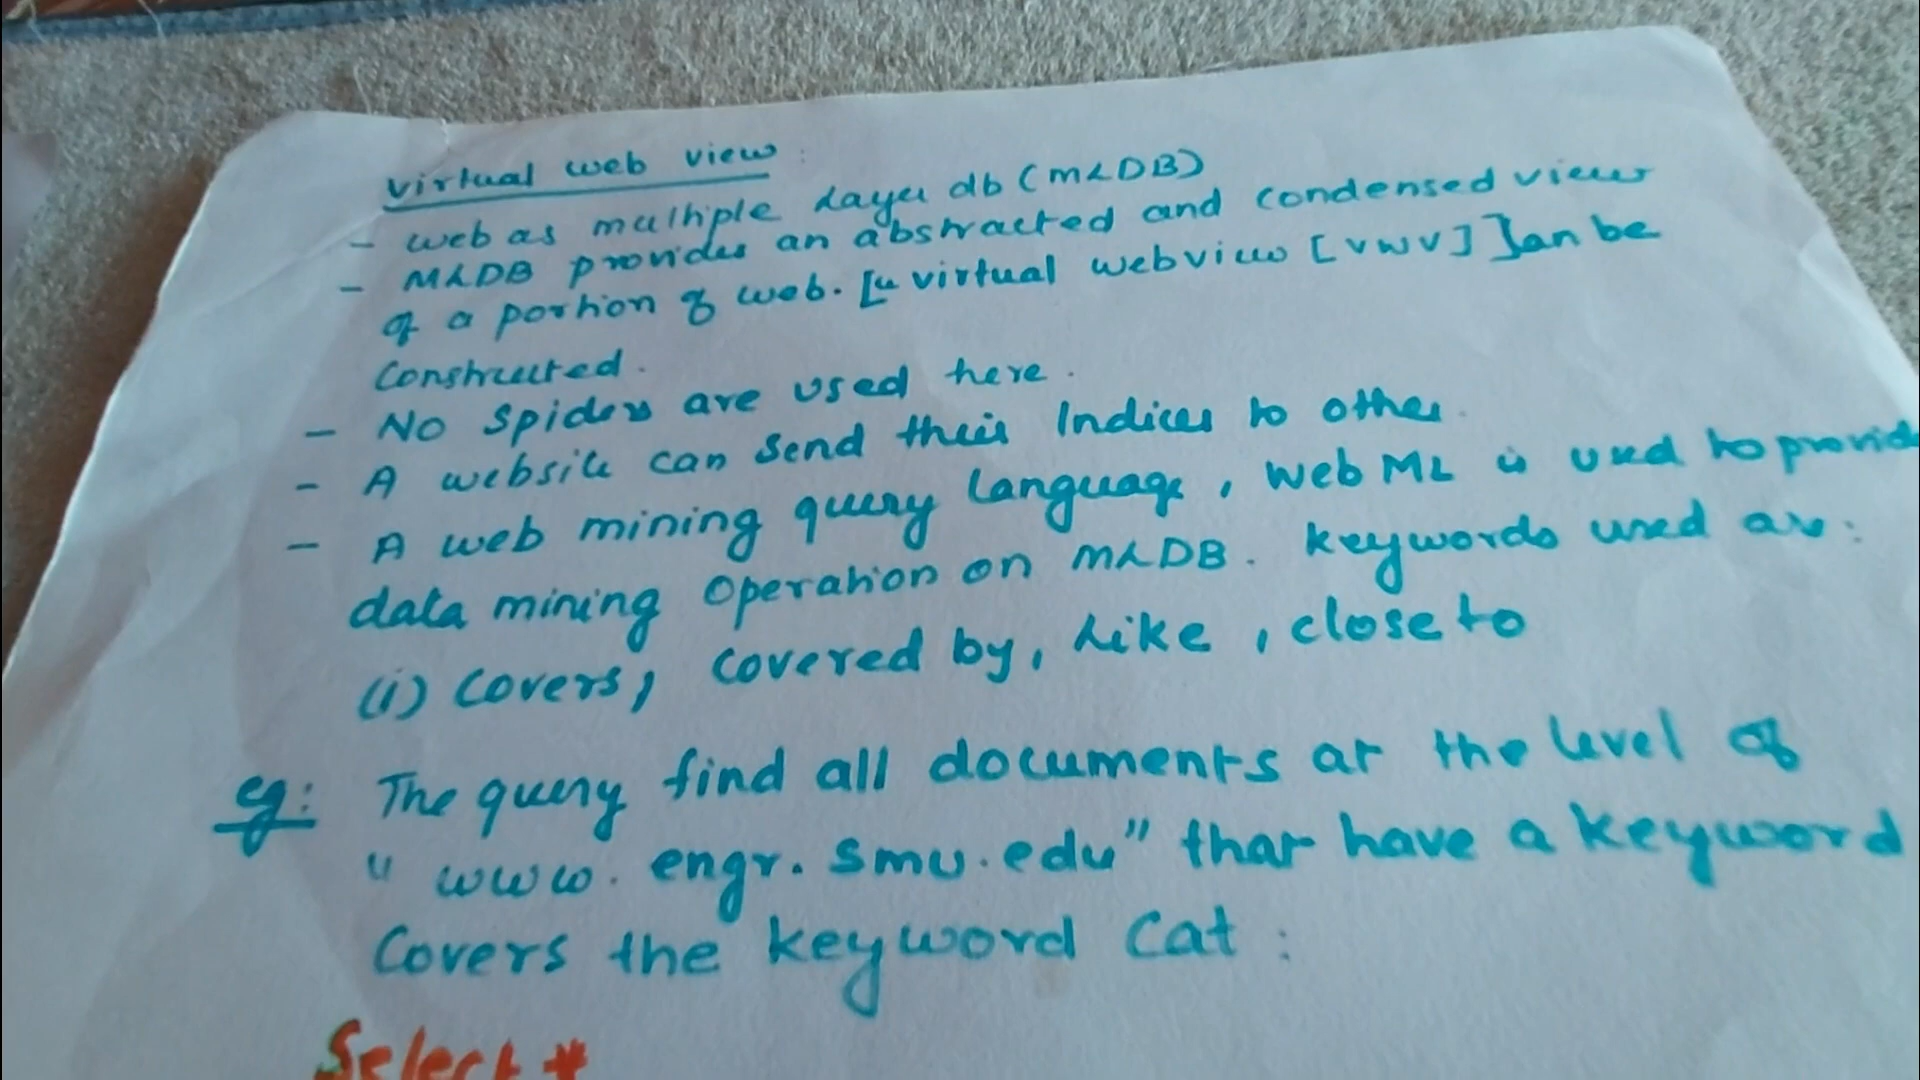 Virtual web view :
- web as multiple Layer db (MLDB)
- MLDB provides an abstracted and condensed view
of a portion of web. [a virtual webview [VWV]] can be
constructed.
- No spiders are used here.
- A website can send their Indices to other.
- A web mining query language, Web ML is used to provide
data mining operation on MLDB. keywords used are:
(i) covers, covered by, Like, close to
eg: The query find all documents at the level of
"www.engr.smu.edu" that have a keyword
Covers the keyword Cat :
Select *